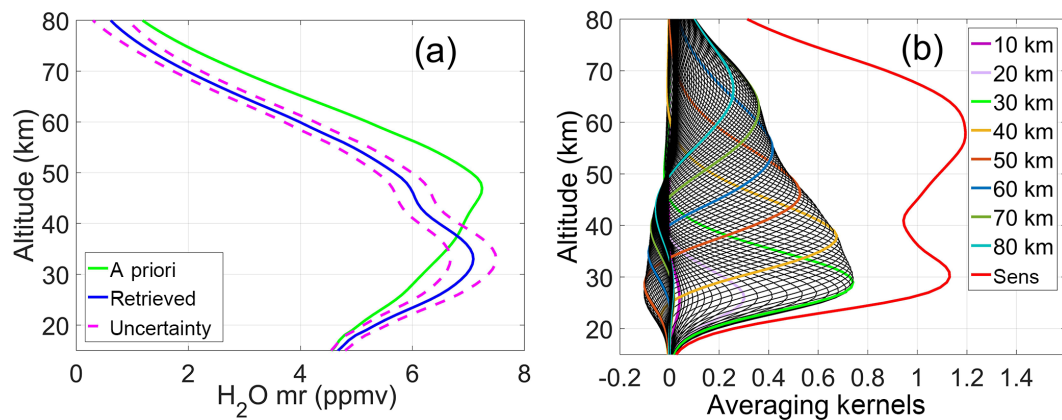 (a)
80
70
60
50
40
30
20
Altitude (km)
A priori
Retrieved
Uncertainty
0 2 4 6 8
H₂O mr (ppmv)
(b)
80
70
60
50
40
30
20
Altitude (km)
10 km
20 km
30 km
40 km
50 km
60 km
70 km
80 km
Sens
-0.2 0 0.2 0.4 0.6 0.8 1 1.2 1.4
Averaging kernels